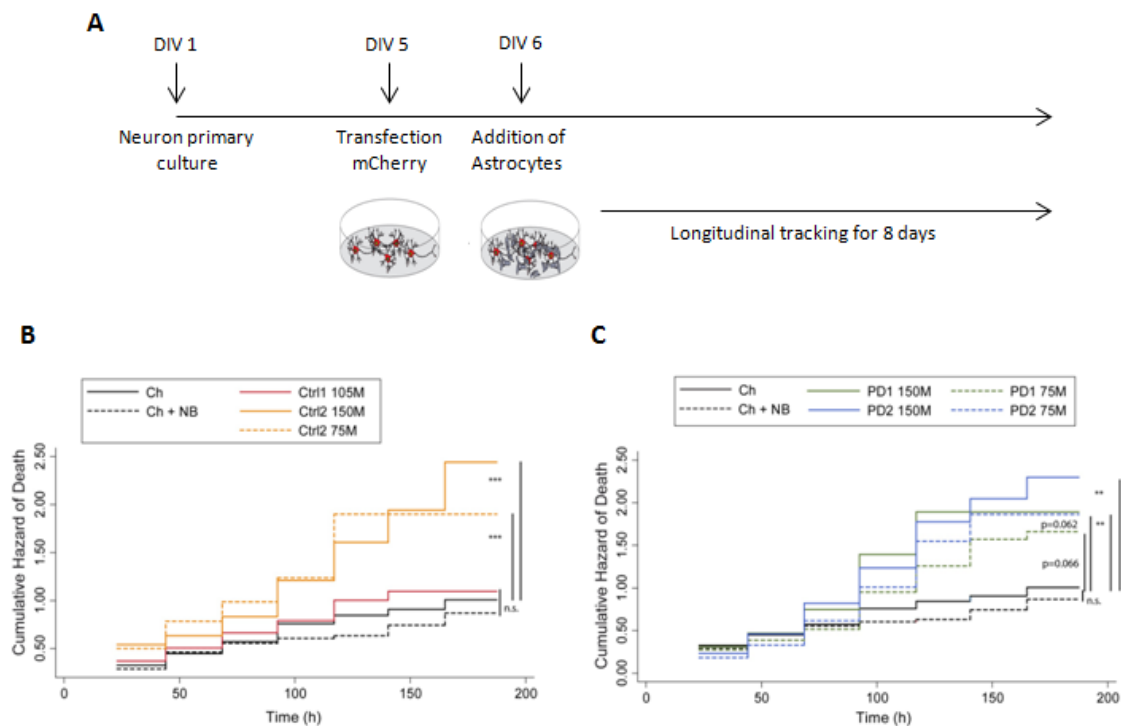 A
DIV 1
DIV 5
DIV 6
Neuron primary
culture
Transfection
mCherry
Addition of
Astrocytes
Longitudinal tracking for 8 days
B
Ch
Ch + NB
Ctrl1 105M
Ctrl2 150M
Ctrl2 75M
Cumulative Hazard of Death
2.50
2.00
1.50
1.00
0.50
***
***
n.s.
0
50
100
150
200
Time (h)
C
Ch
Ch + NB
PD1 150M
PD2 150M
PD1 75M
PD2 75M
Cumulative Hazard of Death
2.50
2.00
1.50
1.00
0.50
0.00
**
p=0.062
**
p=0.066
n.s.
0
50
100
150
200
Time (h)